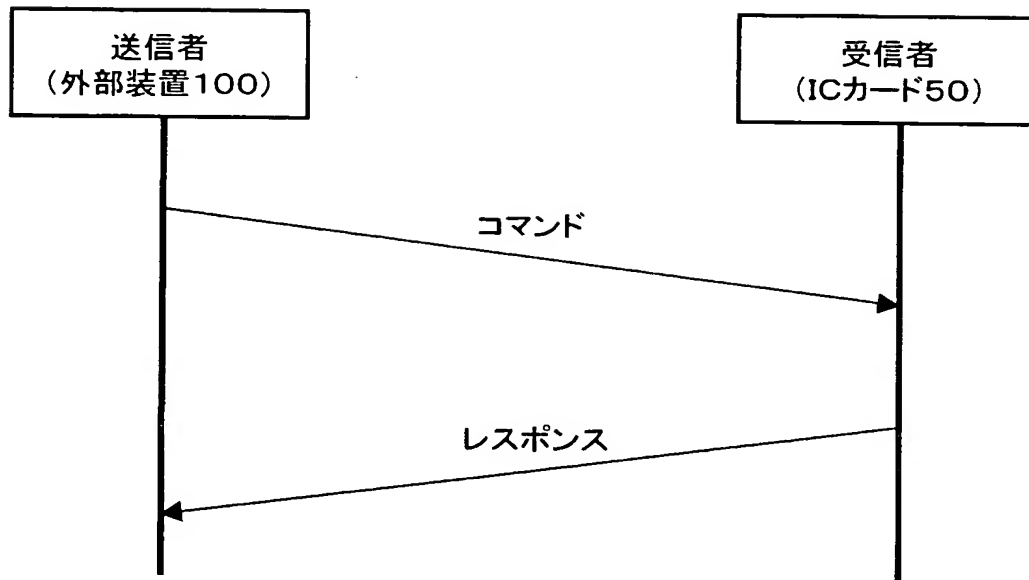 送信者
(外部装置100)
受信者
(ICカード50)
コマンド
レスポンス